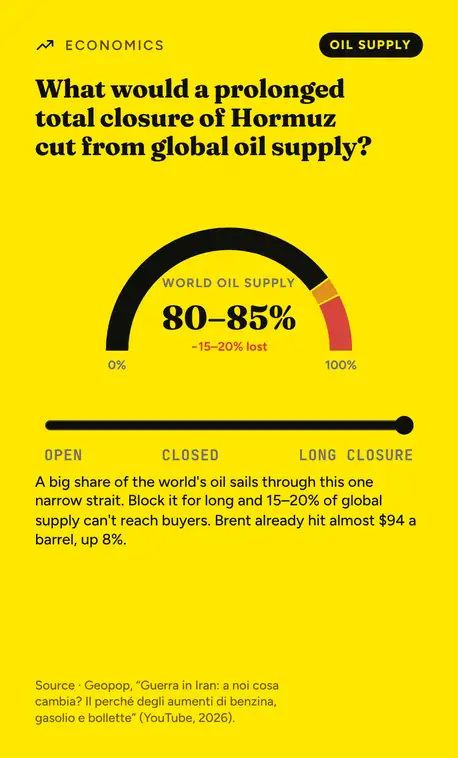 ECONOMICS
OIL SUPPLY
What would a prolonged
total closure of Hormuz
cut from global oil supply?
WORLD OIL SUPPLY
80–85%
−15–20% lost
0%
100%
OPEN
CLOSED
LONG CLOSURE
A big share of the world's oil sails through this one
narrow strait. Block it for long and 15–20% of global
supply can't reach buyers. Brent already hit almost $94 a
barrel, up 8%.
Source · Geopop, “Guerra in Iran: a noi cosa
cambia? Il perché degli aumenti di benzina,
gasolio e bollette” (YouTube, 2026).